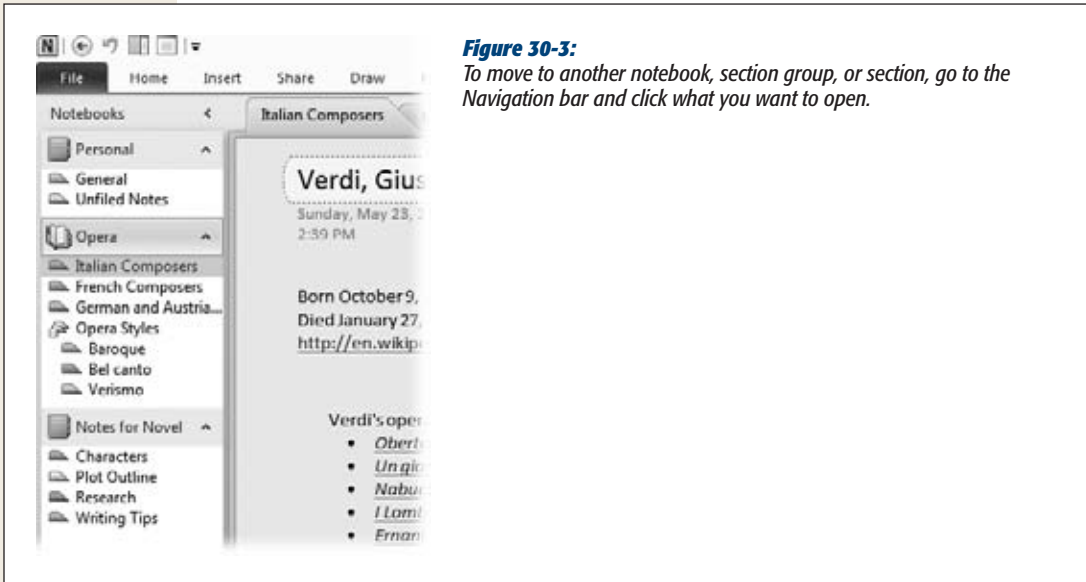 Figure 30-3:
To move to another notebook, section group, or section, go to the
Navigation bar and click what you want to open.
File Home Insert Share Draw
Notebooks
Personal
General
Unfiled Notes
Opera
Italian Composers
French Composers
German and Austria...
Opera Styles
Baroque
Bel canto
Verismo
Notes for Novel
Characters
Plot Outline
Research
Writing Tips
Italian Composers
Verdi, Gius
Sunday, May 23,
2:39 PM
Born October 9,
Died January 27,
http://en.wikip
Verdi's oper
• Obert
• Un gio
• Nabu
• I Lom
• Ernan